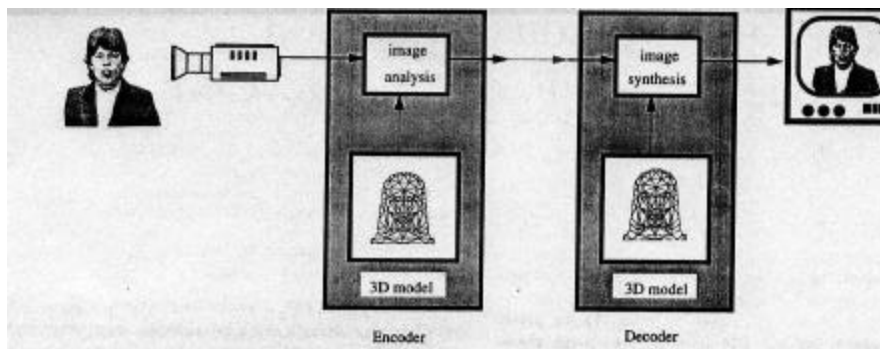 image
analysis
image
synthesis
3D model
3D model
Encoder
Decoder